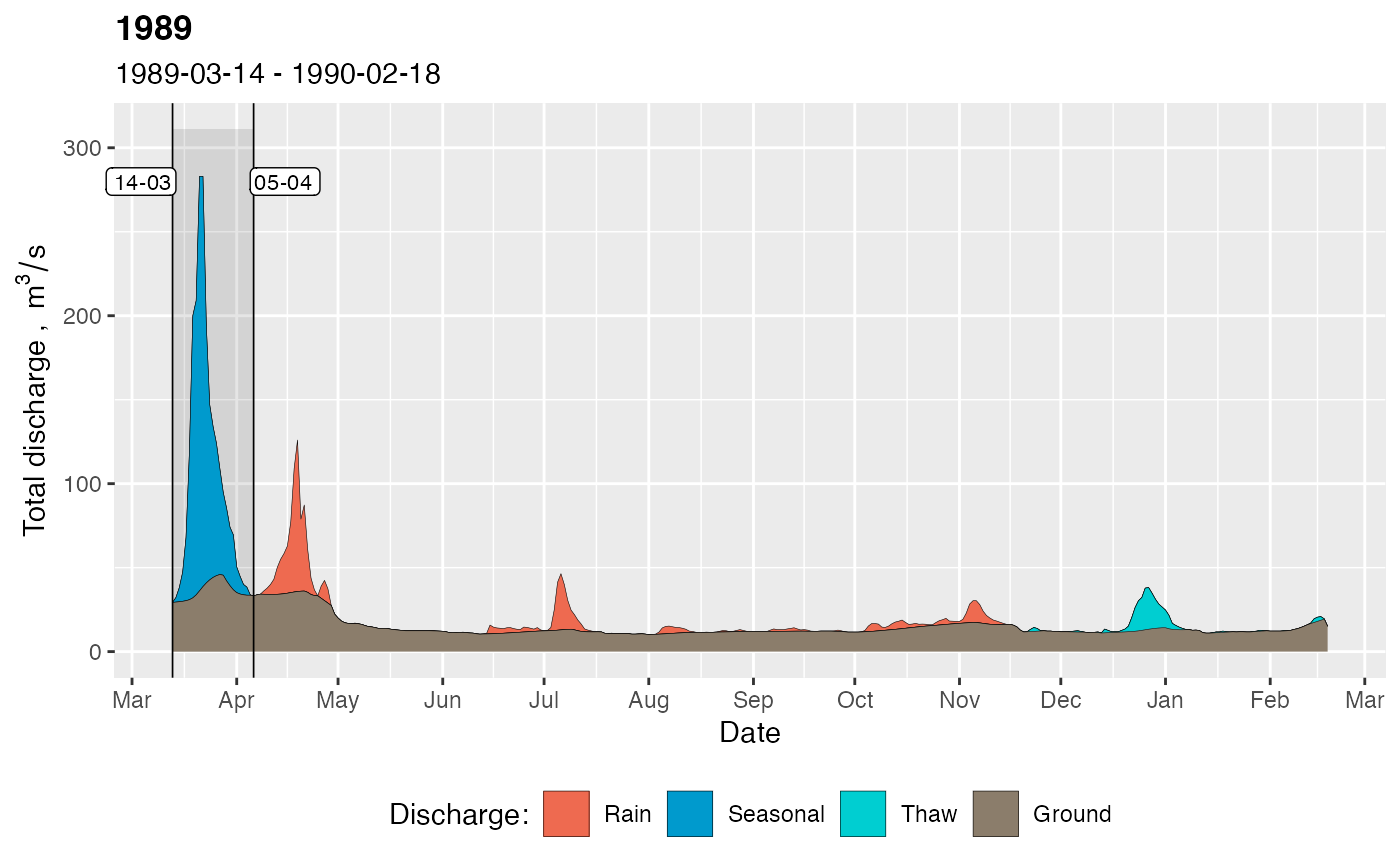 1989
1989-03-14 - 1990-02-18
Total discharge , m³/s
300
200
100
0
14-03
05-04
Mar Apr May Jun Jul Aug Sep Oct Nov Dec Jan Feb Mar
Date
Discharge: Rain Seasonal Thaw Ground